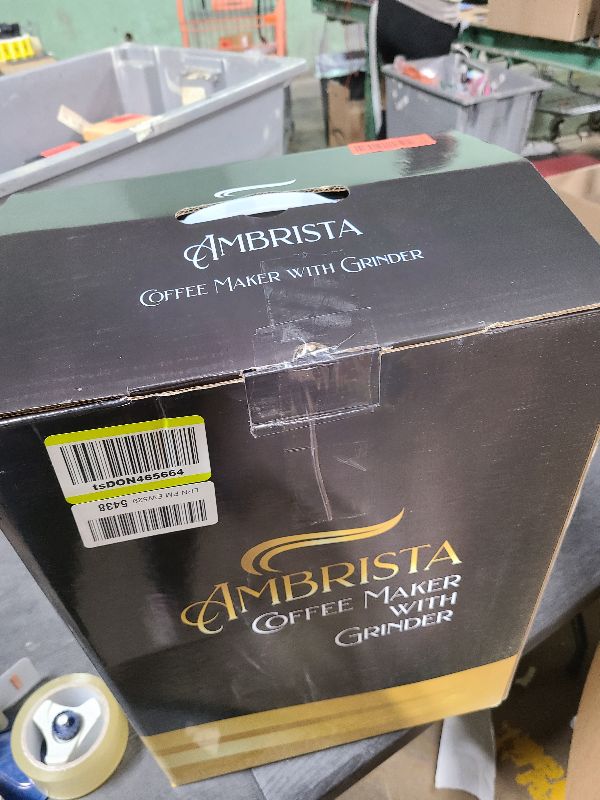 AMBRISTA
COFFEE MAKER WITH GRINDER
tsDON465664
5438
AMBRISTA
COFFEE MAKER
WITH
GRINDER